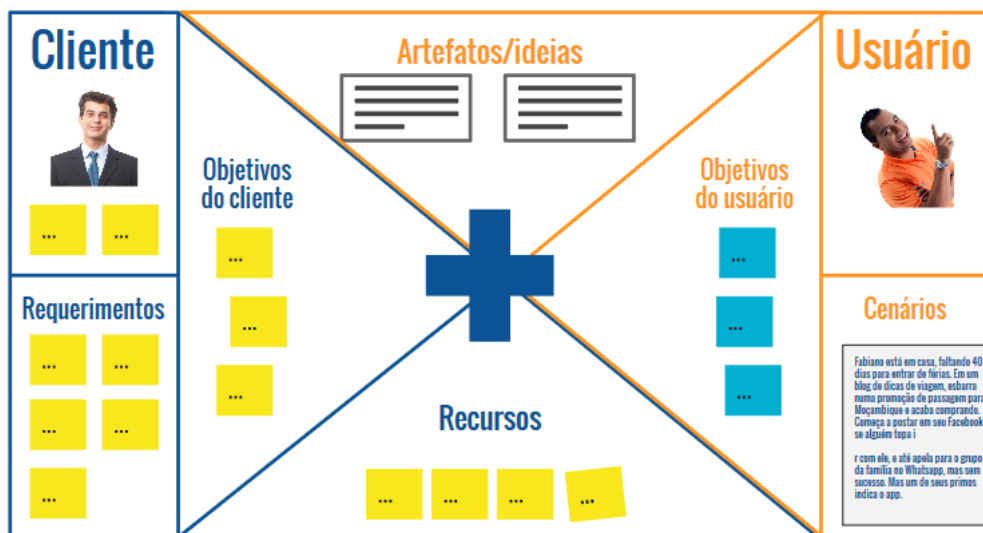 Cliente
...
...
Requerimentos
...
...
...
...
...
Objetivos
do cliente
...
...
...
Artefatos/ideias
Recursos
...
...
...
...
Objetivos
do usuário
...
...
...
Usuário
Cenários
Fabiano está em casa, faltando 40
dias para entrar de férias. Em um
blog de dicas de viagem, esbarra
numa promoção de passagem para
Moçambique e acaba comprando.
Começa a postar em seu Facebook
se alguém topa i
r com ele, e até apela para o grupo
da família no Whatsapp, mas sem
sucesso. Mas um de seus primos
indica o app.